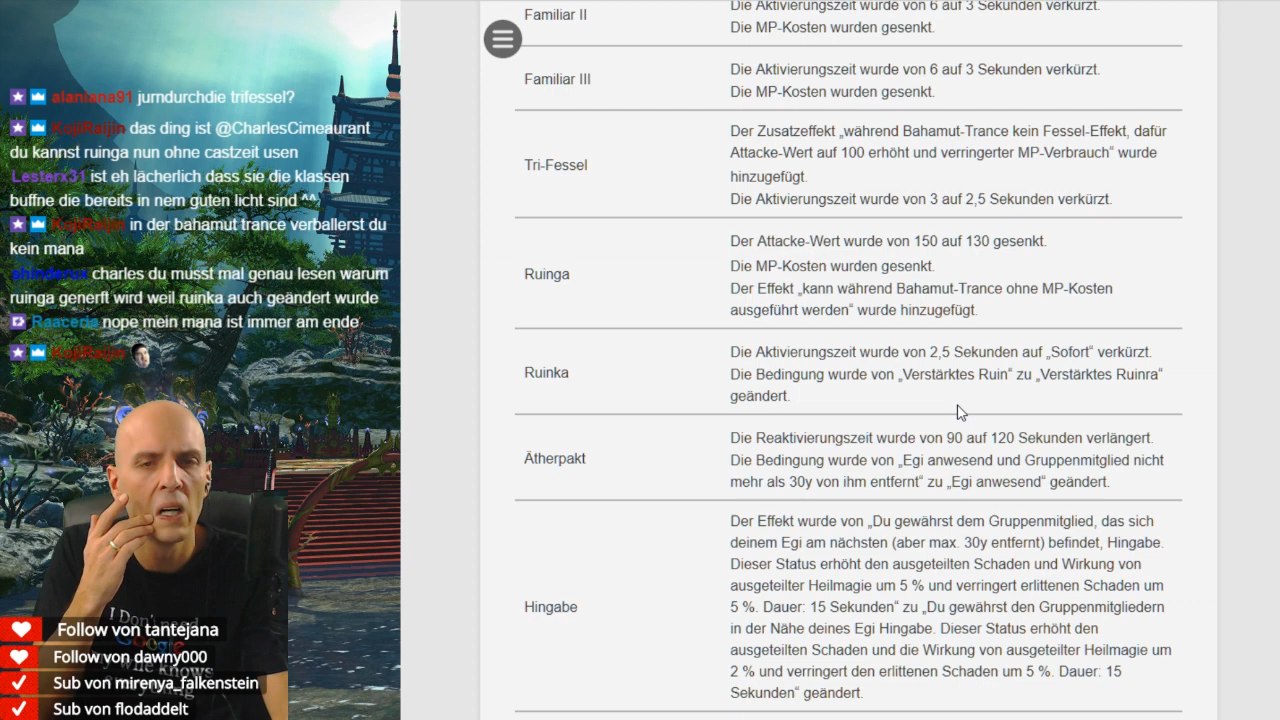 alaniana91 jurndurchdie trifessel?
KojiRaijin das ding ist @CharlesCimeaurant
du kannst ruinga nun ohne castzeit usen
Lesterx31 ist eh lächerlich dass sie die klassen
buffne die bereits in nem guten licht sind ^^
KojiRaijin in der bahamut trance verballerst du
kein mana
ahinderux charles du musst mal genau lesen warum
ruinga generft wird weil ruinka auch geändert wurde
nope mein mana ist immer am ende
KojiRaijin
I Don't need
Google
Follow von tantejana
Follow von dawny000
Sub von mirenya_falkenstein
Sub von flodaddelt
Familiar II
Die Aktivierungszeit wurde von 6 auf 3 Sekunden verkürzt.
Die MP-Kosten wurden gesenkt.
Familiar III
Die Aktivierungszeit wurde von 6 auf 3 Sekunden verkürzt.
Die MP-Kosten wurden gesenkt.
Tri-Fessel
Der Zusatzeffekt „während Bahamut-Trance kein Fessel-Effekt, dafür
Attacke-Wert auf 100 erhöht und verringerter MP-Verbrauch“ wurde
hinzugefügt.
Die Aktivierungszeit wurde von 3 auf 2,5 Sekunden verkürzt.
Ruinga
Der Attacke-Wert wurde von 150 auf 130 gesenkt.
Die MP-Kosten wurden gesenkt.
Der Effekt „kann während Bahamut-Trance ohne MP-Kosten
ausgeführt werden“ wurde hinzugefügt.
Ruinka
Die Aktivierungszeit wurde von 2,5 Sekunden auf „Sofort“ verkürzt.
Die Bedingung wurde von „Verstärktes Ruin“ zu „Verstärktes Ruinra“
geändert.
Ätherpakt
Die Reaktivierungszeit wurde von 90 auf 120 Sekunden verlängert.
Die Bedingung wurde von „Egi anwesend und Gruppenmitglied nicht
mehr als 30y von ihm entfernt“ zu „Egi anwesend“ geändert.
Hingabe
Der Effekt wurde von „Du gewährst dem Gruppenmitglied, das sich
deinem Egi am nächsten (aber max. 30y entfernt) befindet, Hingabe.
Dieser Status erhöht den ausgeteilten Schaden und Wirkung von
ausgeteilter Heilmagie um 5 % und verringert erlittenen Schaden um
5 %. Dauer: 15 Sekunden“ zu „Du gewährst den Gruppenmitgliedern
in der Nähe deines Egi Hingabe. Dieser Status erhöht den
ausgeteilten Schaden und die Wirkung von ausgeteilter Heilmagie um
2 % und verringert den erlittenen Schaden um 5 %. Dauer: 15
Sekunden“ geändert.